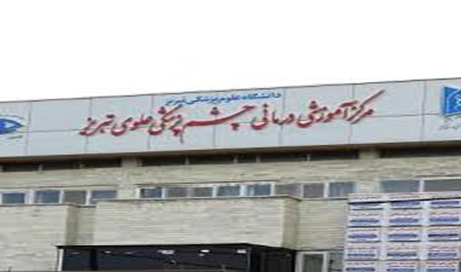 دانشگاه علوم پزشکی تبریز
مرکز آموزشی درمانی چشم پزشکی علوی تبریز